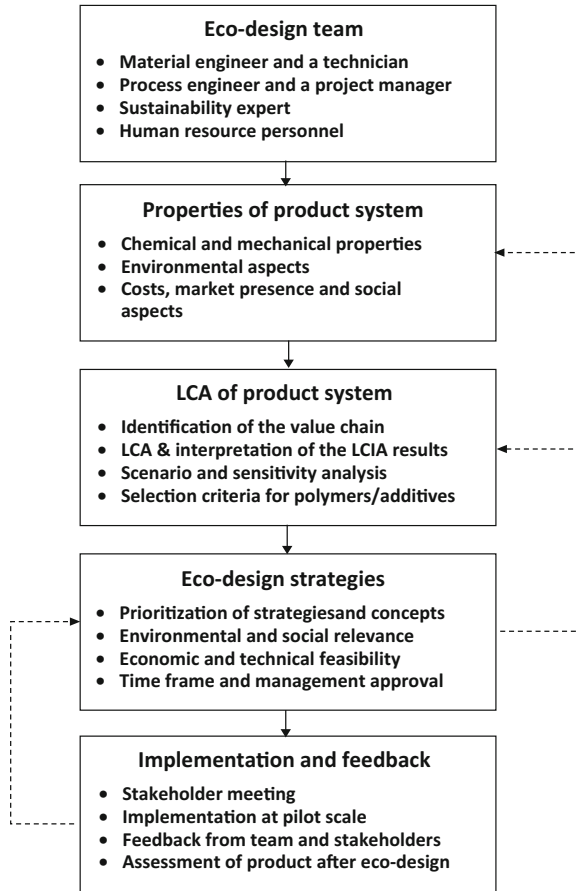 Eco-design team
• Material engineer and a technician
• Process engineer and a project manager
• Sustainability expert
• Human resource personnel
Properties of product system
• Chemical and mechanical properties
• Environmental aspects
• Costs, market presence and social
aspects
LCA of product system
• Identification of the value chain
• LCA & interpretation of the LCIA results
• Scenario and sensitivity analysis
• Selection criteria for polymers/additives
Eco-design strategies
• Prioritization of strategiesand concepts
• Environmental and social relevance
• Economic and technical feasibility
• Time frame and management approval
Implementation and feedback
• Stakeholder meeting
• Implementation at pilot scale
• Feedback from team and stakeholders
• Assessment of product after eco-design